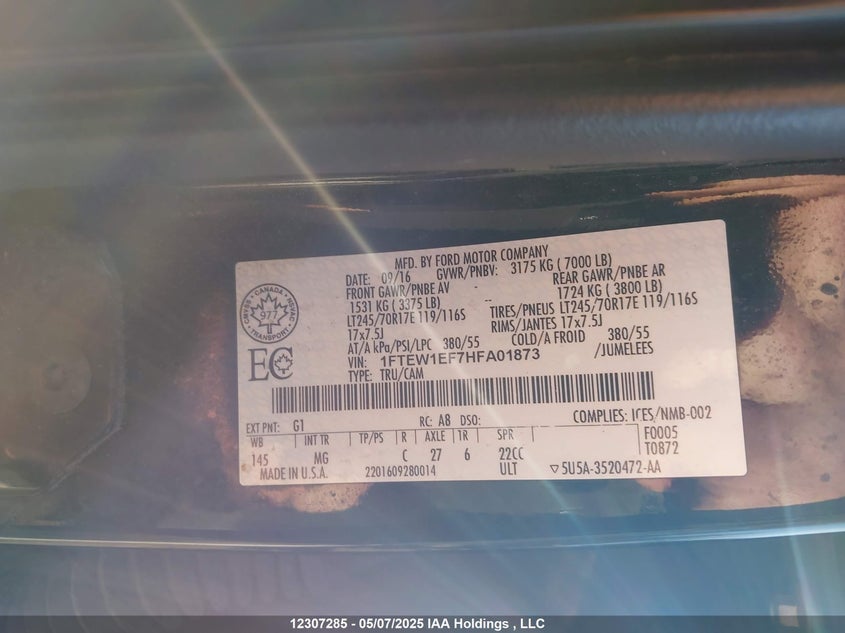 MFD. BY FORD MOTOR COMPANY
DATE: 09/16 GVWR/PNBV: 3175 KG ( 7000 LB)
FRONT GAWR/PNBE AV REAR GAWR/PNBE AR
1531 KG ( 3375 LB) -- 1724 KG ( 3800 LB)
LT245/70R17E 119/116S TIRES/PNEUS LT245/70R17E 119/116S
17x7.5J RIMS/JANTES 17x7.5J
AT/A kPa/PSI/LPC 380/55 COLD/A FROID 380/55
VIN: 1FTEW1EF7HFA01873 /JUMELEES
TYPE: TRU/CAM
CANADA
977
TRANSPORT
EC
EXT PNT: G1 RC: A8 DSO: COMPLIES: ICES/NMB-002
WB INT TR TP/PS R AXLE TR SPR F0005
145 MG C 27 6 22CC T0872
MADE IN U.S.A. 2201609280014 ULT ▽5U5A-3520472-AA
12307285 - 05/07/2025 IAA Holdings , LLC